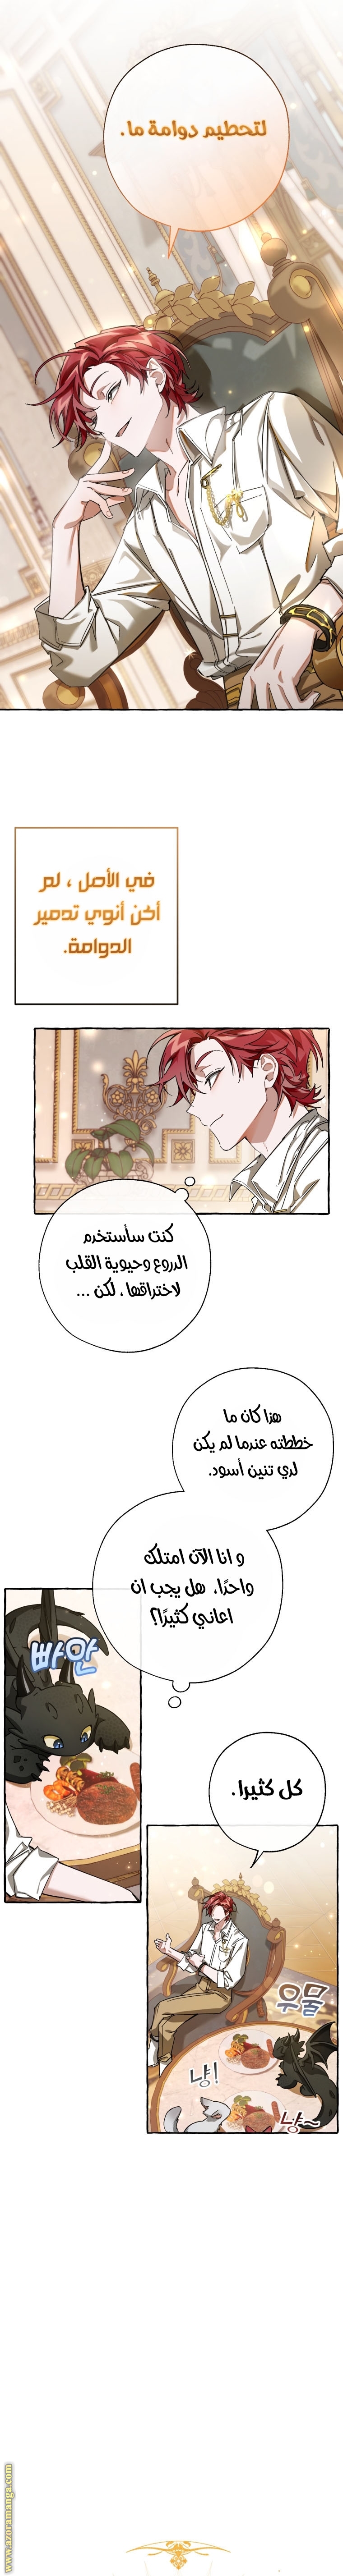 لتحطيم دوامة ما.
في الأصل ، لم
أكن أنوي تدمير
الدوامة.
كنت سأستخدم
الدروع وحيوية القلب
لاختراقها ، لكن ...
هذا كان ما
خططته عندما لم يكن
لدي تنين أسود.
و انا الآن امتلك
واحدًا، هل يجب ان
اعاني كثيرًا؟
빠안
كل كثيرا .
우물
냥!
냥~
www.azoramanga.com